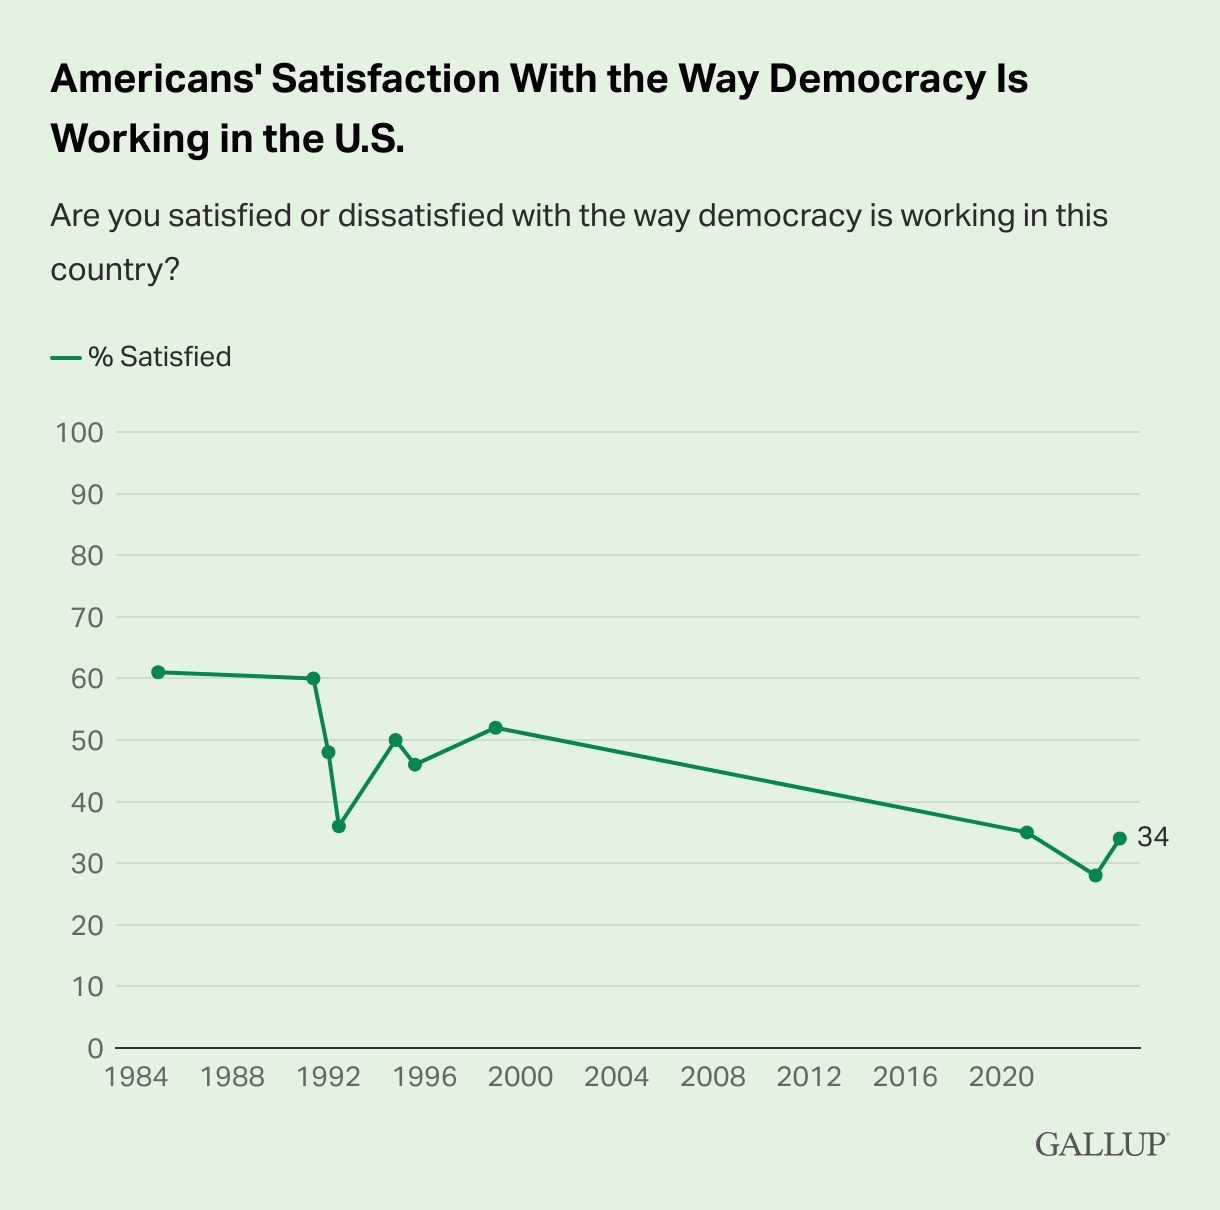 Americans' Satisfaction With the Way Democracy Is
Working in the U.S.
Are you satisfied or dissatisfied with the way democracy is working in this
country?
% Satisfied
100
90
80
70
60
50
40
34
30
20
10
0
1984 1988 1992 1996 2000 2004 2008 2012 2016 2020
GALLUP®